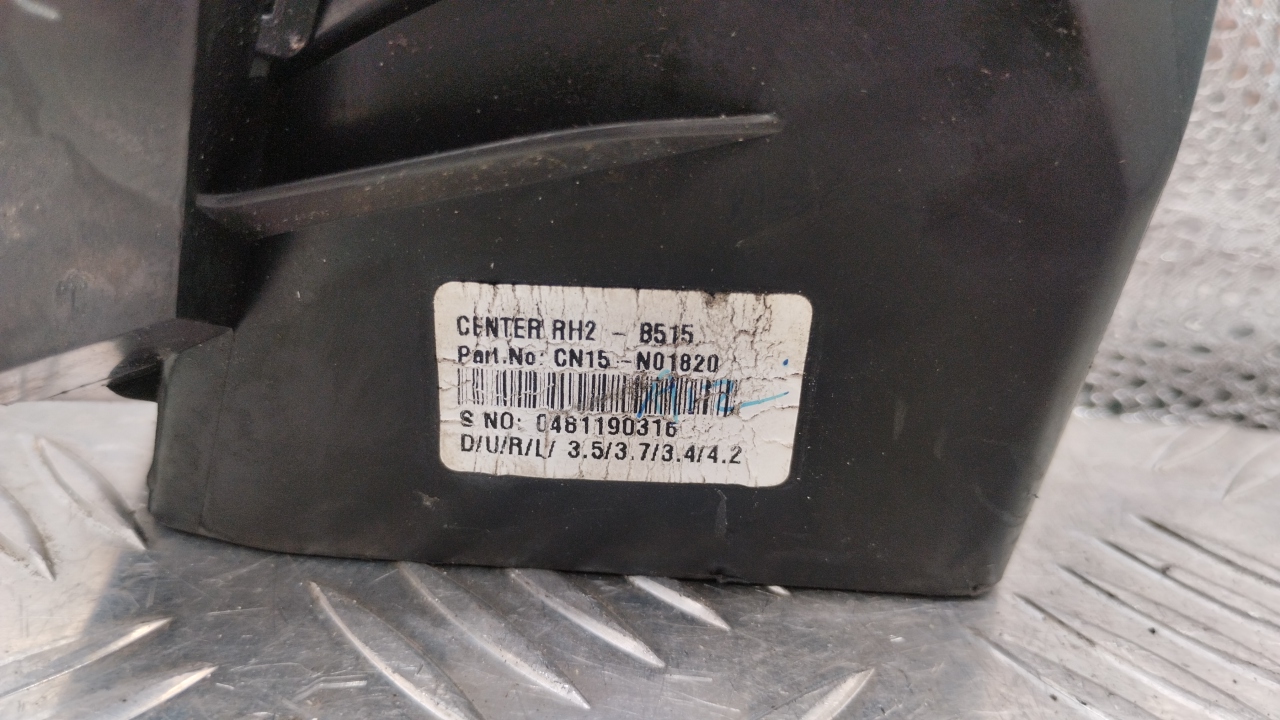 CENTER RH2 - B515
Part.No: CN15 -N01820
S NO: 0481190316
D/U/R/L/ 3.5/3.7/3.4/4.2